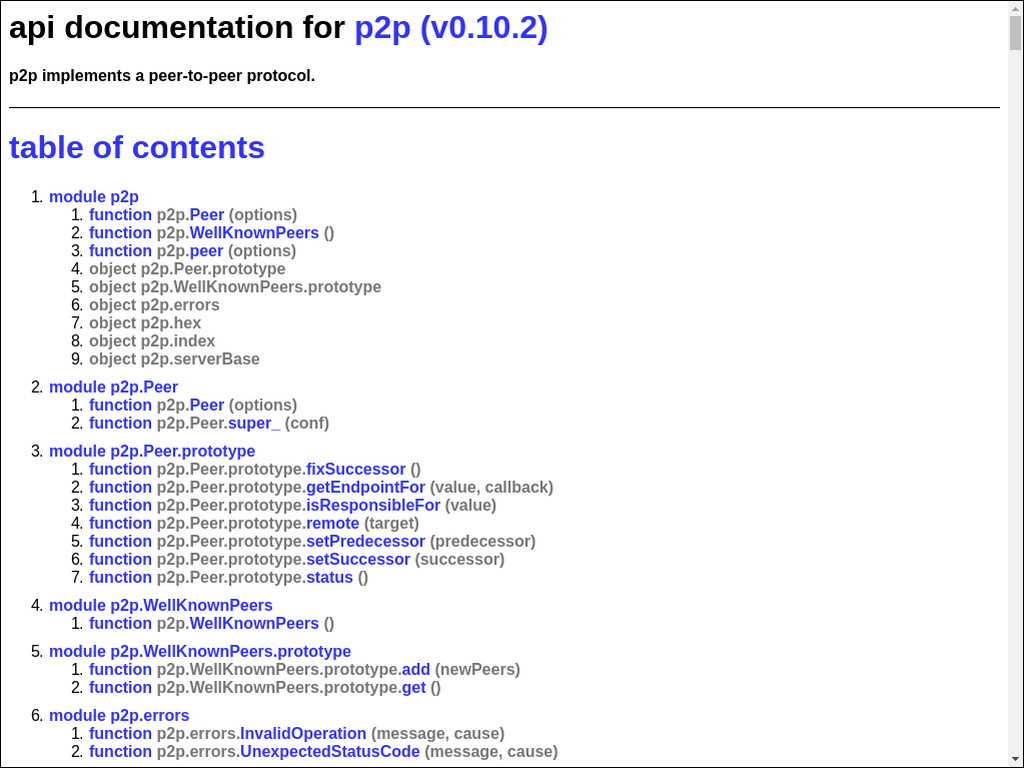 api documentation for p2p (v0.10.2)
p2p implements a peer-to-peer protocol.
table of contents
1. module p2p
1. function p2p.Peer (options)
2. function p2p.WellKnownPeers ()
3. function p2p.peer (options)
4. object p2p.Peer.prototype
5. object p2p.WellKnownPeers.prototype
6. object p2p.errors
7. object p2p.hex
8. object p2p.index
9. object p2p.serverBase
2. module p2p.Peer
1. function p2p.Peer (options)
2. function p2p.Peer.super_ (conf)
3. module p2p.Peer.prototype
1. function p2p.Peer.prototype.fixSuccessor ()
2. function p2p.Peer.prototype.getEndpointFor (value, callback)
3. function p2p.Peer.prototype.isResponsibleFor (value)
4. function p2p.Peer.prototype.remote (target)
5. function p2p.Peer.prototype.setPredecessor (predecessor)
6. function p2p.Peer.prototype.setSuccessor (successor)
7. function p2p.Peer.prototype.status ()
4. module p2p.WellKnownPeers
1. function p2p.WellKnownPeers ()
5. module p2p.WellKnownPeers.prototype
1. function p2p.WellKnownPeers.prototype.add (newPeers)
2. function p2p.WellKnownPeers.prototype.get ()
6. module p2p.errors
1. function p2p.errors.InvalidOperation (message, cause)
2. function p2p.errors.UnexpectedStatusCode (message, cause)